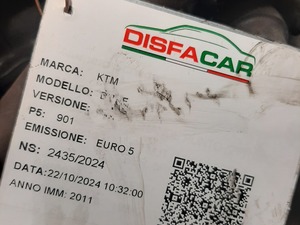 DISFACAR
MARCA: KTM
MODELLO:
VERSIONE:
P5: 901
EMISSIONE: EURO 5
NS: 2435/2024
DATA:22/10/2024 10:32:00
ANNO IMM: 2011